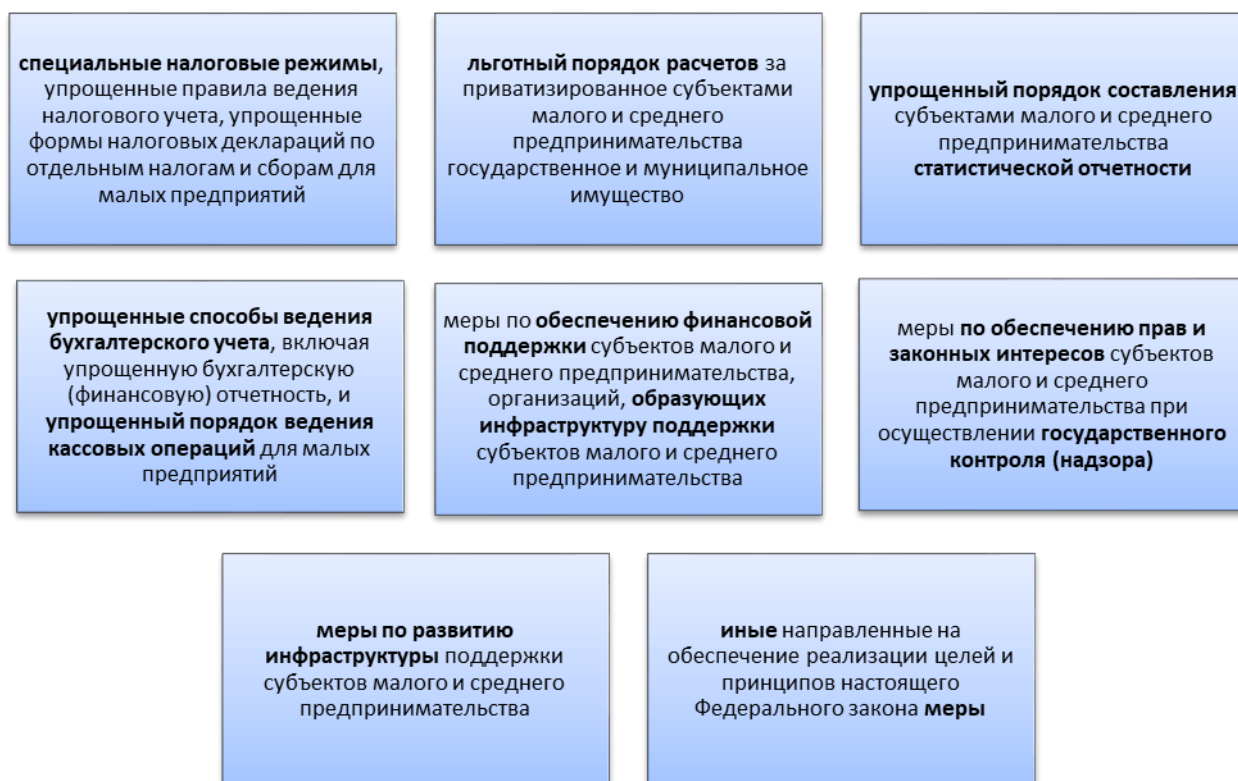 специальные налоговые режимы,
упрощенные правила ведения
налогового учета, упрощенные
формы налоговых деклараций по
отдельным налогам и сборам для
малых предприятий
льготный порядок расчетов за
приватизированное субъектами
малого и среднего
предпринимательства
государственное и муниципальное
имущество
упрощенный порядок составления
субъектами малого и среднего
предпринимательства
статистической отчетности
упрощенные способы ведения
бухгалтерского учета, включая
упрощенную бухгалтерскую
(финансовую) отчетность, и
упрощенный порядок ведения
кассовых операций для малых
предприятий
меры по обеспечению финансовой
поддержки субъектов малого и
среднего предпринимательства,
организаций, образующих
инфраструктуру поддержки
субъектов малого и среднего
предпринимательства
меры по обеспечению прав и
законных интересов субъектов
малого и среднего
предпринимательства при
осуществлении государственного
контроля (надзора)
меры по развитию
инфраструктуры поддержки
субъектов малого и среднего
предпринимательства
иные направленные на
обеспечение реализации целей и
принципов настоящего
Федерального закона меры